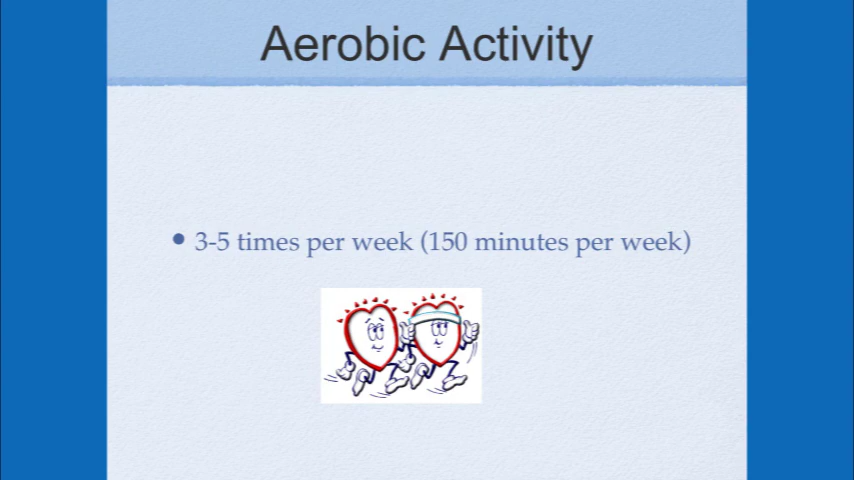 Aerobic Activity
• 3-5 times per week (150 minutes per week)